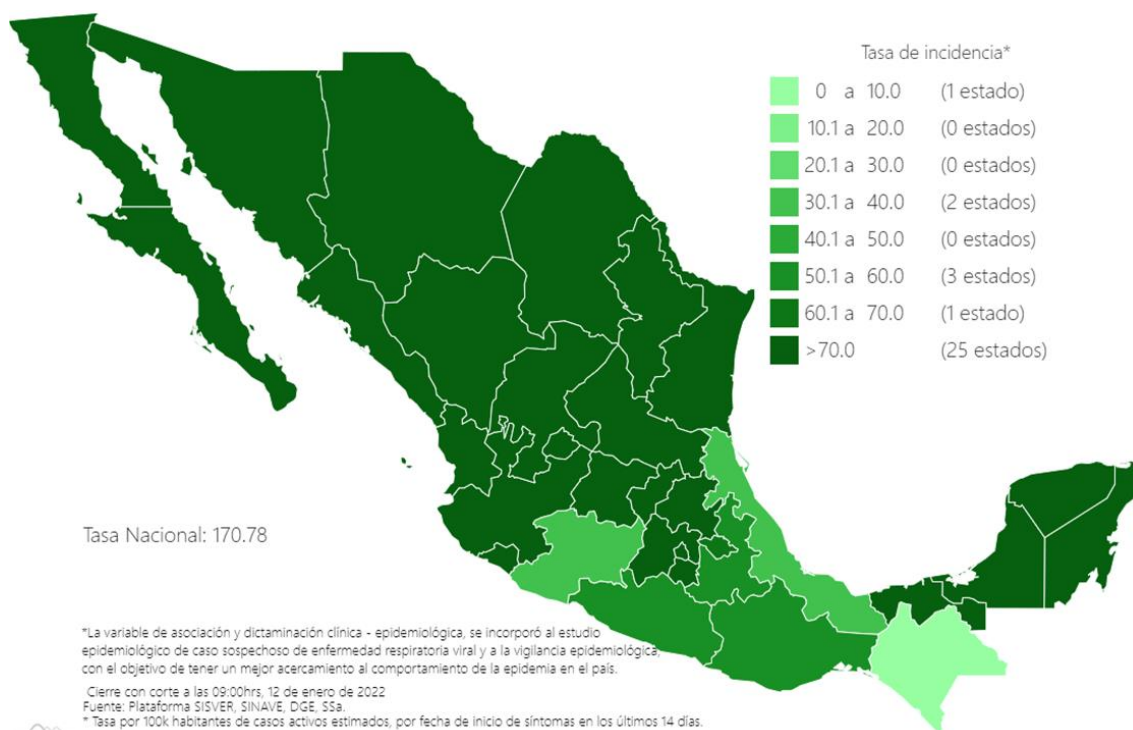 Tasa de incidencia*
0 a 10.0 (1 estado)
10.1 a 20.0 (0 estados)
20.1 a 30.0 (0 estados)
30.1 a 40.0 (2 estados)
40.1 a 50.0 (0 estados)
50.1 a 60.0 (3 estados)
60.1 a 70.0 (1 estado)
>70.0 (25 estados)
Tasa Nacional: 170.78
*La variable de asociación y dictaminación clínica - epidemiológica, se incorporó al estudio
epidemiológico de caso sospechoso de enfermedad respiratoria viral y a la vigilancia epidemiológica,
con el objetivo de tener un mejor acercamiento al comportamiento de la epidemia en el país.
Cierre con corte a las 09:00hrs, 12 de enero de 2022
Fuente: Plataforma SISVER, SINAVE, DGE, SSa.
* Tasa por 100k habitantes de casos activos estimados, por fecha de inicio de síntomas en los últimos 14 días.